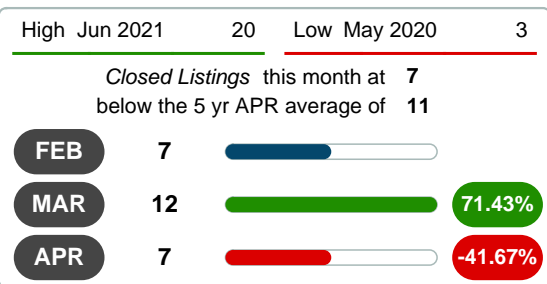 High Jun 2021 20 Low May 2020 3
Closed Listings this month at 7
below the 5 yr APR average of 11
FEB 7
MAR 12 71.43%
APR 7 -41.67%